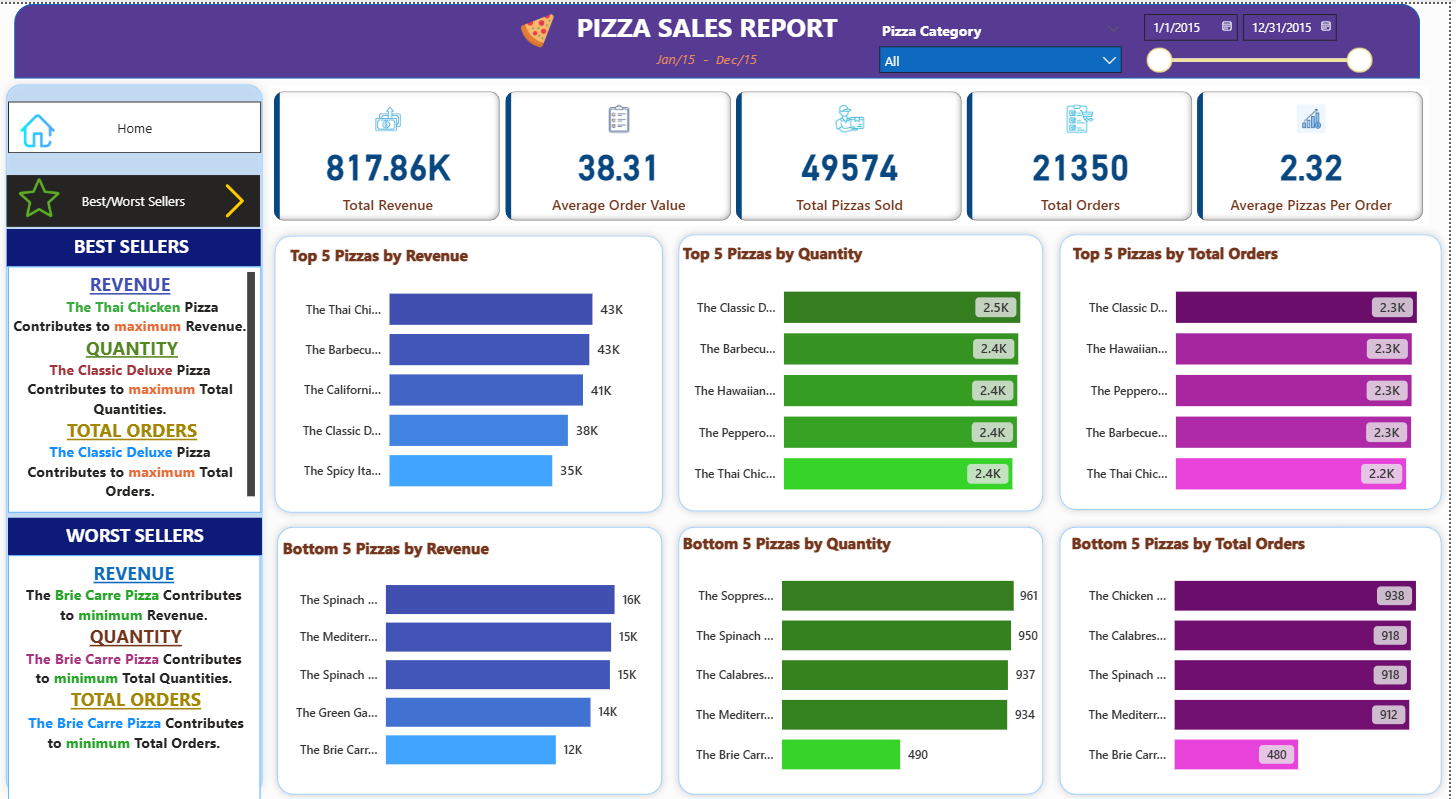 PIZZA SALES REPORT
Jan/15 - Dec/15
Pizza Category
All
1/1/2015
12/31/2015
Home
Best/Worst Sellers
BEST SELLERS
REVENUE
The Thai Chicken Pizza
Contributes to maximum Revenue.
QUANTITY
The Classic Deluxe Pizza
Contributes to maximum Total
Quantities.
TOTAL ORDERS
The Classic Deluxe Pizza
Contributes to maximum Total
Orders.
WORST SELLERS
REVENUE
The Brie Carre Pizza Contributes
to minimum Revenue.
QUANTITY
The Brie Carre Pizza Contributes
to minimum Total Quantities.
TOTAL ORDERS
The Brie Carre Pizza Contributes
to minimum Total Orders.
817.86K
Total Revenue
38.31
Average Order Value
49574
Total Pizzas Sold
21350
Total Orders
2.32
Average Pizzas Per Order
Top 5 Pizzas by Revenue
The Thai Chi... 43K
The Barbecu... 43K
The Californi... 41K
The Classic D... 38K
The Spicy Ita... 35K
Top 5 Pizzas by Quantity
The Classic D... 2.5K
The Barbecu... 2.4K
The Hawaiian... 2.4K
The Peppero... 2.4K
The Thai Chic... 2.4K
Top 5 Pizzas by Total Orders
The Classic D... 2.3K
The Hawaiian... 2.3K
The Peppero... 2.3K
The Barbecue... 2.3K
The Thai Chic... 2.2K
Bottom 5 Pizzas by Revenue
The Spinach ... 16K
The Mediterr... 15K
The Spinach ... 15K
The Green Ga... 14K
The Brie Carr... 12K
Bottom 5 Pizzas by Quantity
The Soppres... 961
The Spinach ... 950
The Calabres... 937
The Mediterr... 934
The Brie Carr... 490
Bottom 5 Pizzas by Total Orders
The Chicken ... 938
The Calabres... 918
The Spinach ... 918
The Mediterr... 912
The Brie Carr... 480